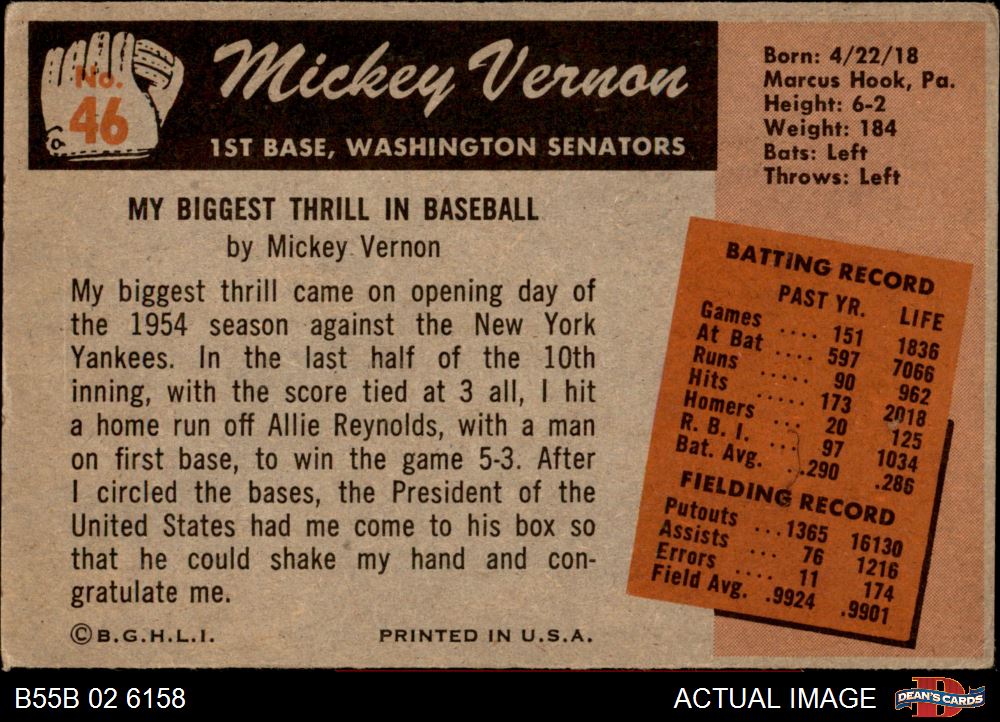 No.
46
Mickey Vernon
1ST BASE, WASHINGTON SENATORS
Born: 4/22/18
Marcus Hook, Pa.
Height: 6-2
Weight: 184
Bats: Left
Throws: Left
MY BIGGEST THRILL IN BASEBALL
by Mickey Vernon
My biggest thrill came on opening day of
the 1954 season against the New York
Yankees. In the last half of the 10th
inning, with the score tied at 3 all, I hit
a home run off Allie Reynolds, with a man
on first base, to win the game 5-3. After
I circled the bases, the President of the
United States had me come to his box so
that he could shake my hand and con-
gratulate me.
©B.G.H.L.I. PRINTED IN U.S.A.
BATTING RECORD
PAST YR. LIFE
Games .... 151 1836
At Bat .... 597 7066
Runs ..... 90 962
Hits ..... 173 2018
Homers ... 20 125
R. B. I. ... 97 1034
Bat. Avg. ..290 .286
FIELDING RECORD
Putouts ...1365 16130
Assists ... 76 1216
Errors .... 11 174
Field Avg. .9924 .9901
B55B 02 6158 ACTUAL IMAGE
D
DEAN'S CARDS